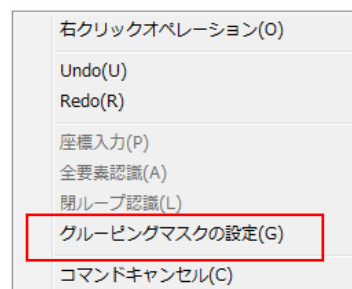 右クリックオペレーション(O)
Undo(U)
Redo(R)
座標入力(P)
全要素認識(A)
閉ループ認識(L)
グルーピングマスクの設定(G)
コマンドキャンセル(C)